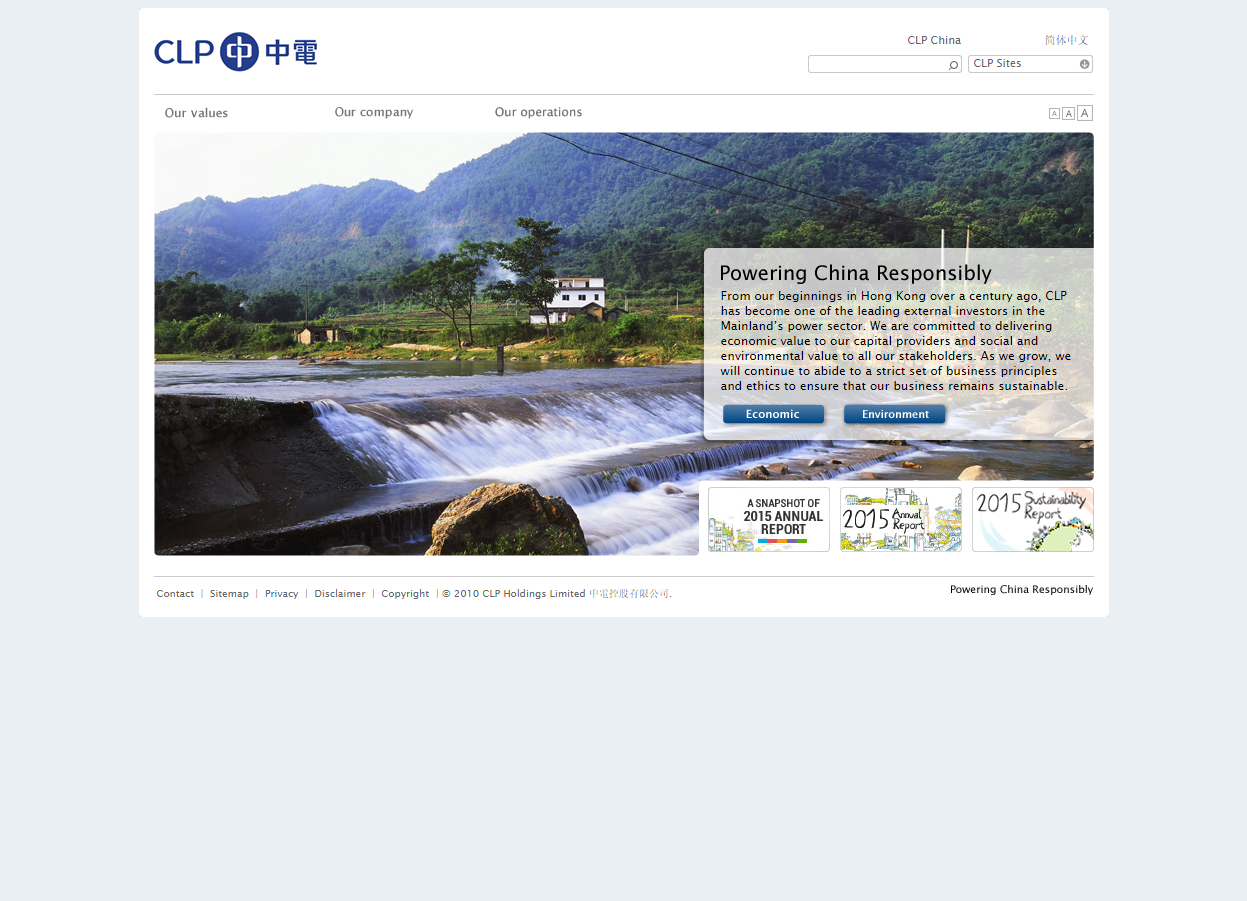 CLP 中 中電
CLP China
简体中文
CLP Sites
Our values
Our company
Our operations
A A A
Powering China Responsibly
From our beginnings in Hong Kong over a century ago, CLP
has become one of the leading external investors in the
Mainland's power sector. We are committed to delivering
economic value to our capital providers and social and
environmental value to all our stakeholders. As we grow, we
will continue to abide to a strict set of business principles
and ethics to ensure that our business remains sustainable.
Economic
Environment
A SNAPSHOT OF
2015 ANNUAL
REPORT
2015 Annual
Report
2015 Sustainability
Report
Contact | Sitemap | Privacy | Disclaimer | Copyright | © 2010 CLP Holdings Limited 中電控股有限公司.
Powering China Responsibly